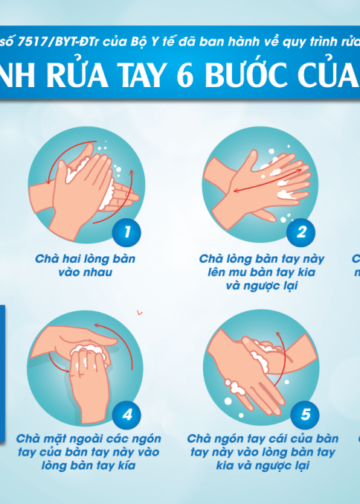 số 7517/BYT-ĐTr của Bộ Y tế đã ban hành về quy trình rửa
NH RỬA TAY 6 BƯỚC CỦA
1
Chà hai lòng bàn
vào nhau
2
Chà lòng bàn tay này
lên mu bàn tay kia
và ngược lại
4
Chà mặt ngoài các ngón
tay của bàn tay này vào
lòng bàn tay kía
5
Chà ngón tay cái của bàn
tay này vào lòng bàn tay
kia và ngược lại